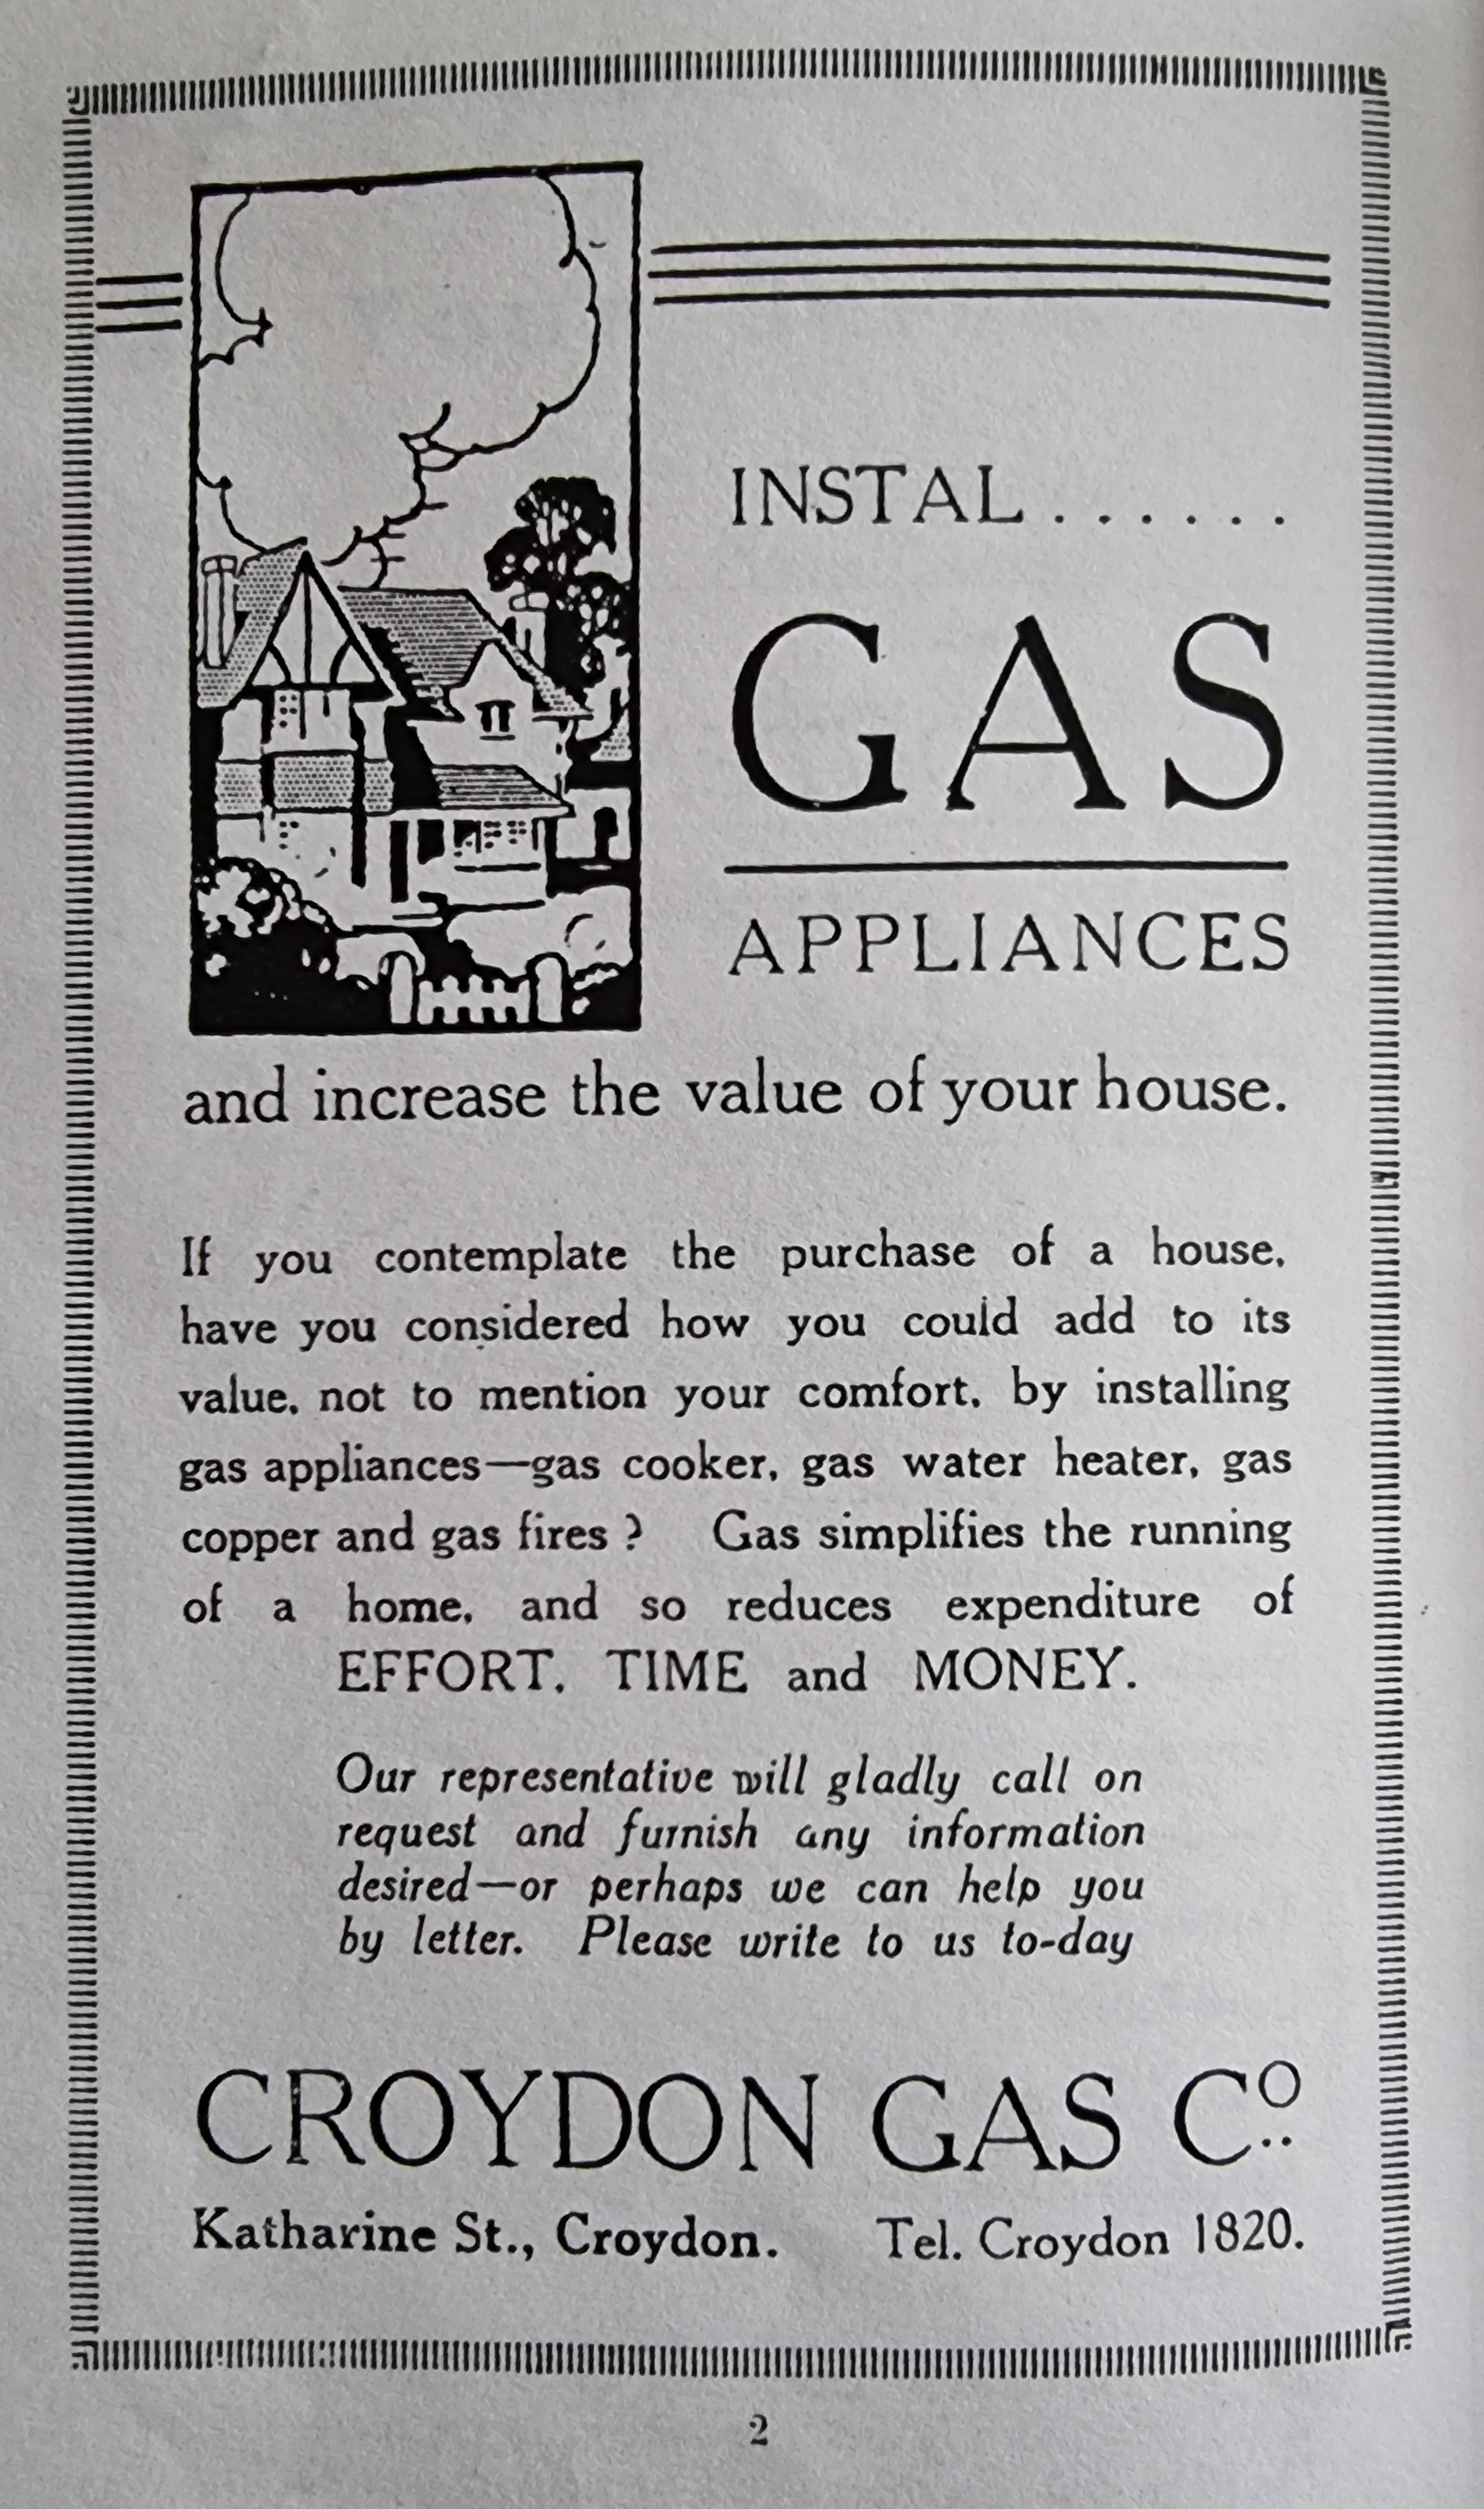 INSTAL......
GAS
APPLIANCES
and increase the value of your house.
If you contemplate the purchase of a house,
have you considered how you could add to its
value, not to mention your comfort, by installing
gas appliances—gas cooker, gas water heater, gas
copper and gas fires ? Gas simplifies the running
of a home, and so reduces expenditure of
EFFORT, TIME and MONEY.
Our representative will gladly call on
request and furnish any information
desired—or perhaps we can help you
by letter. Please write to us to-day
CROYDON GAS Cº.
Katharine St., Croydon. Tel. Croydon 1820.
2